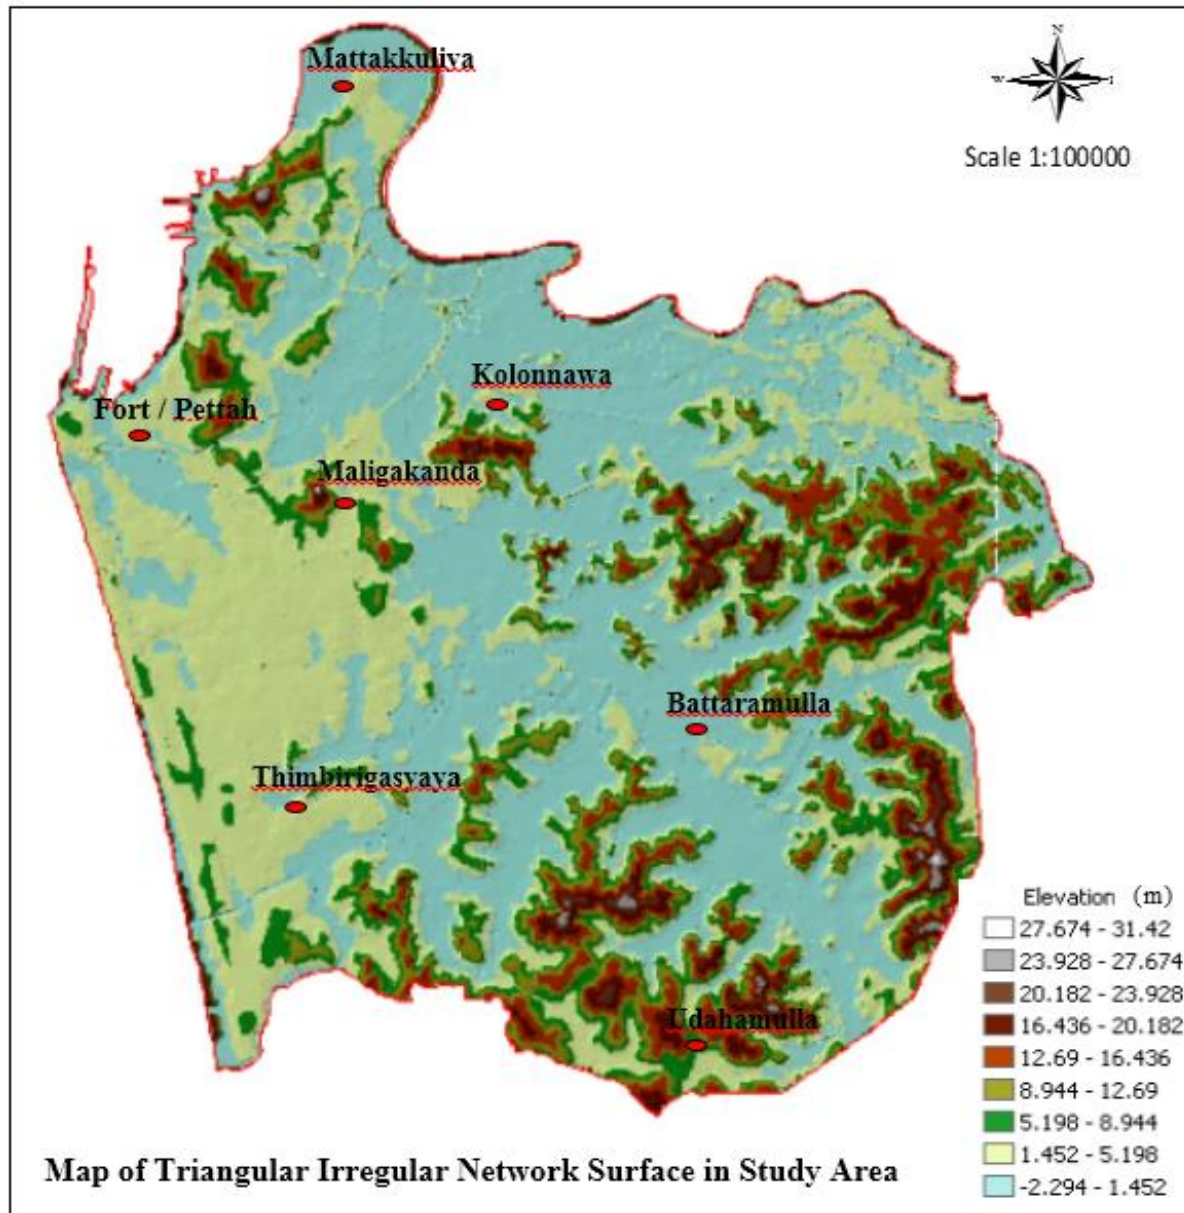 Mattakkuliya
N
W
Scale 1:100000
Kolonnawa
Fort / Pettah
Maligakanda
Battaramulla
Thimbirigasyaya
Udahamulla
Elevation (m)
27.674 - 31.42
23.928 - 27.674
20.182 - 23.928
16.436 - 20.182
12.69 - 16.436
8.944 - 12.69
5.198 - 8.944
1.452 - 5.198
-2.294 - 1.452
Map of Triangular Irregular Network Surface in Study Area